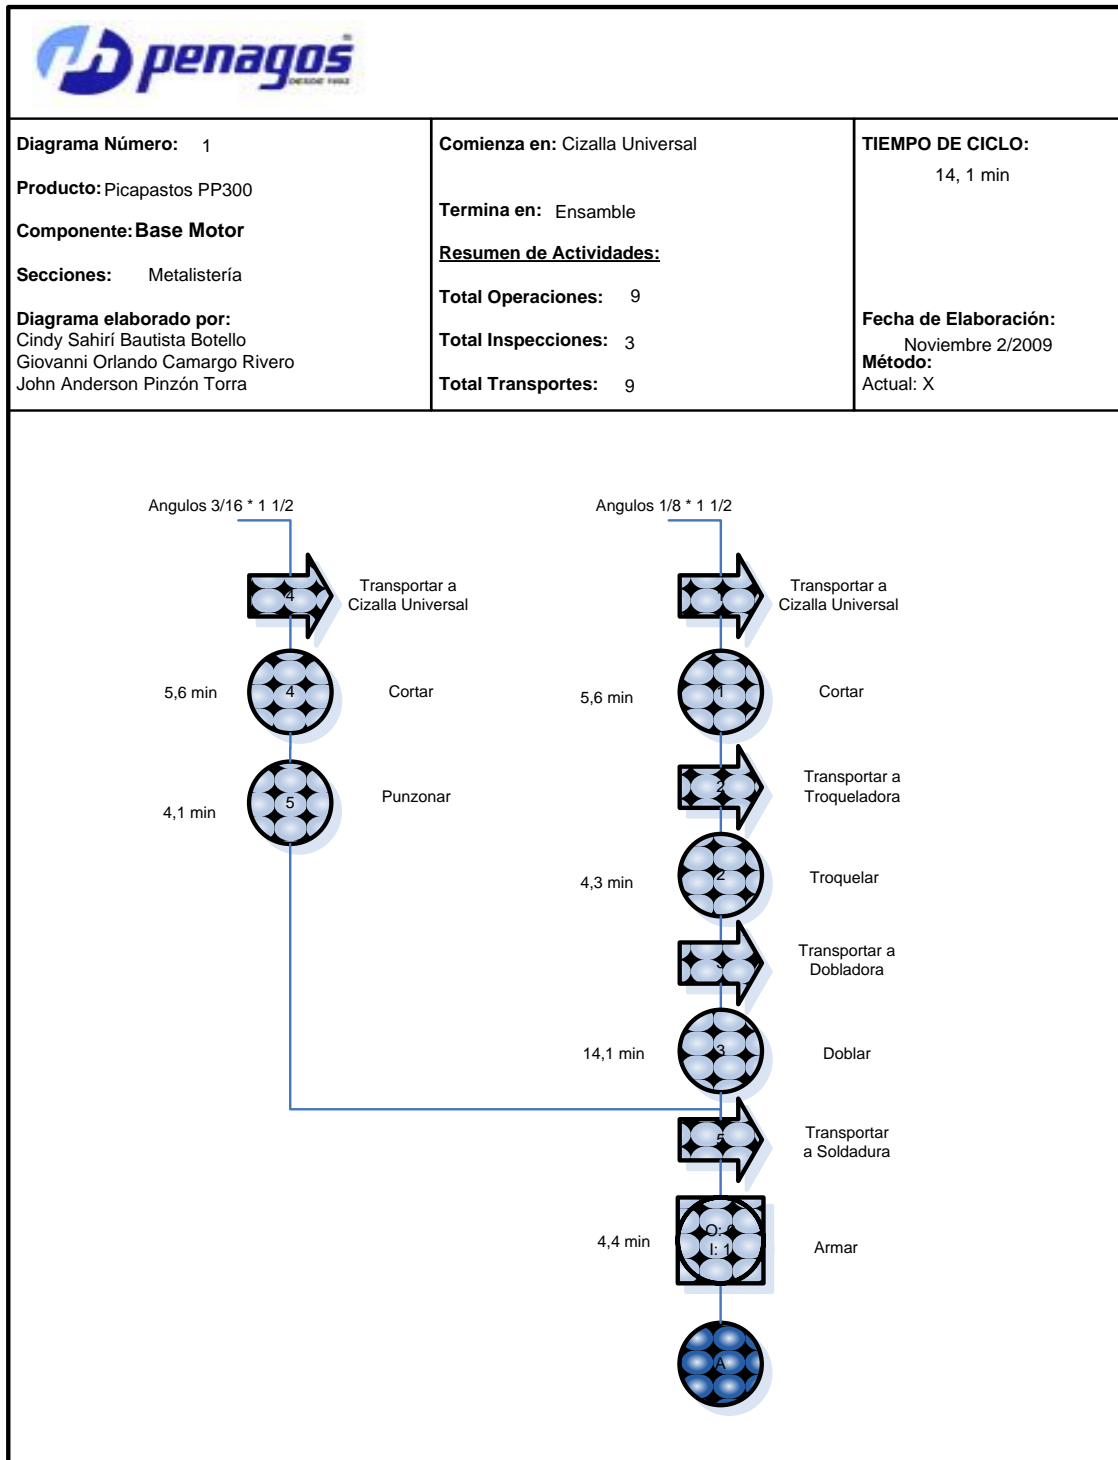 penagos
DESDE 1892
Diagrama Número: 1
Producto: Picapastos PP300
Componente: Base Motor
Secciones: Metalistería
Diagrama elaborado por:
Cindy Sahirí Bautista Botello
Giovanni Orlando Camargo Rivero
John Anderson Pinzón Torra
Comienza en: Cizalla Universal
Termina en: Ensamble
Resumen de Actividades:
Total Operaciones: 9
Total Inspecciones: 3
Total Transportes: 9
TIEMPO DE CICLO:
14, 1 min
Fecha de Elaboración:
Noviembre 2/2009
Método:
Actual: X
Angulos 3/16 * 1 1/2
4
Transportar a
Cizalla Universal
5,6 min
4
Cortar
4,1 min
5
Punzonar
Angulos 1/8 * 1 1/2
1
Transportar a
Cizalla Universal
5,6 min
1
Cortar
2
Transportar a
Troqueladora
4,3 min
2
Troquelar
3
Transportar a
Dobladora
14,1 min
3
Doblar
5
Transportar
a Soldadura
4,4 min
O: 6
I: 1
Armar
A